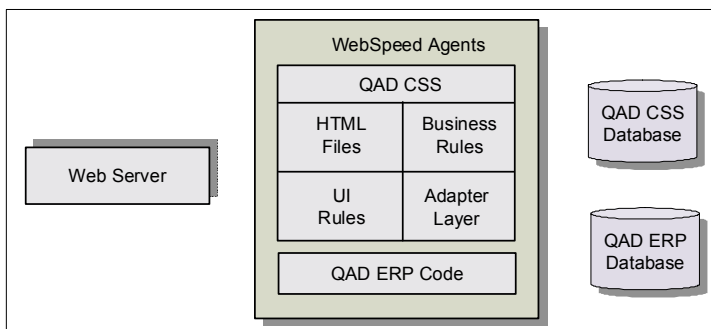 WebSpeed Agents
QAD CSS
HTML
Files
Business
Rules
UI
Rules
Adapter
Layer
QAD ERP Code
Web Server
QAD CSS
Database
QAD ERP
Database